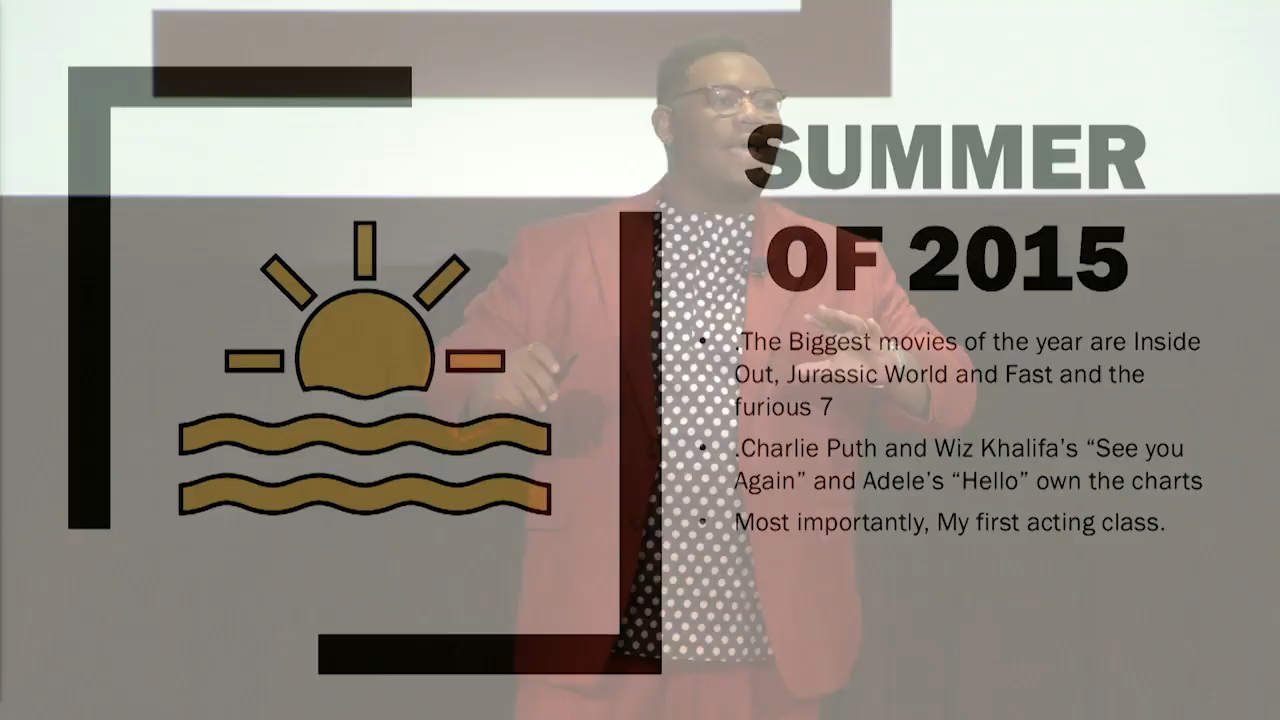 SUMMER
OF 2015
• .The Biggest movies of the year are Inside
Out, Jurassic World and Fast and the
furious 7
• .Charlie Puth and Wiz Khalifa’s “See you
Again” and Adele’s “Hello” own the charts
• Most importantly, My first acting class.